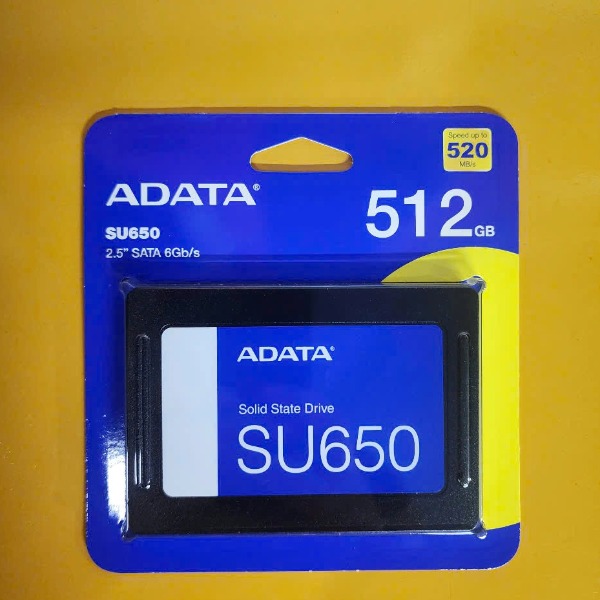 Speed up to
520
MB/s
ADATA®
512GB
SU650
2.5" SATA 6Gb/s
ADATA®
Solid State Drive
SU650